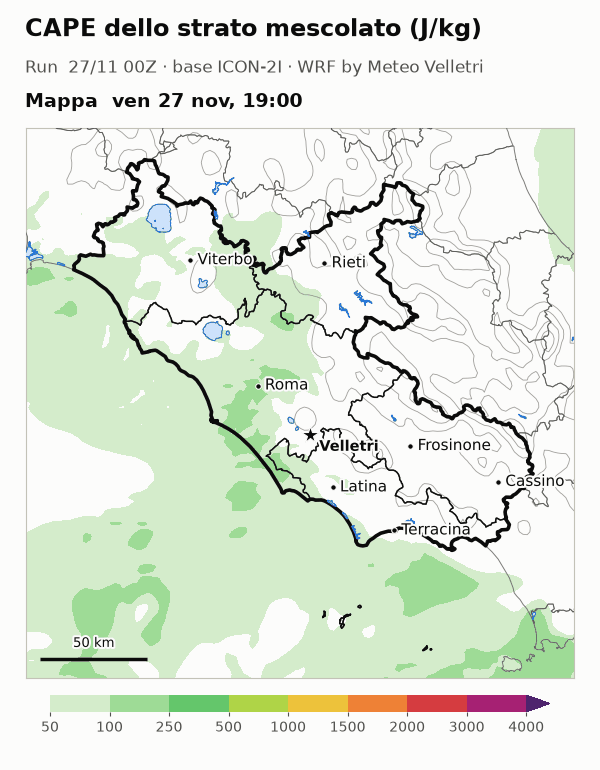 CAPE dello strato mescolato (J/kg)
Run  27/11 00Z · base ICON-2I · WRF by Meteo Velletri
Mappa  ven 27 nov, 19:00
Viterbo
Rieti
Roma
Velletri
Frosinone
Cassino
Latina
Terracina
50 km
50 100 250 500 1000 1500 2000 3000 4000